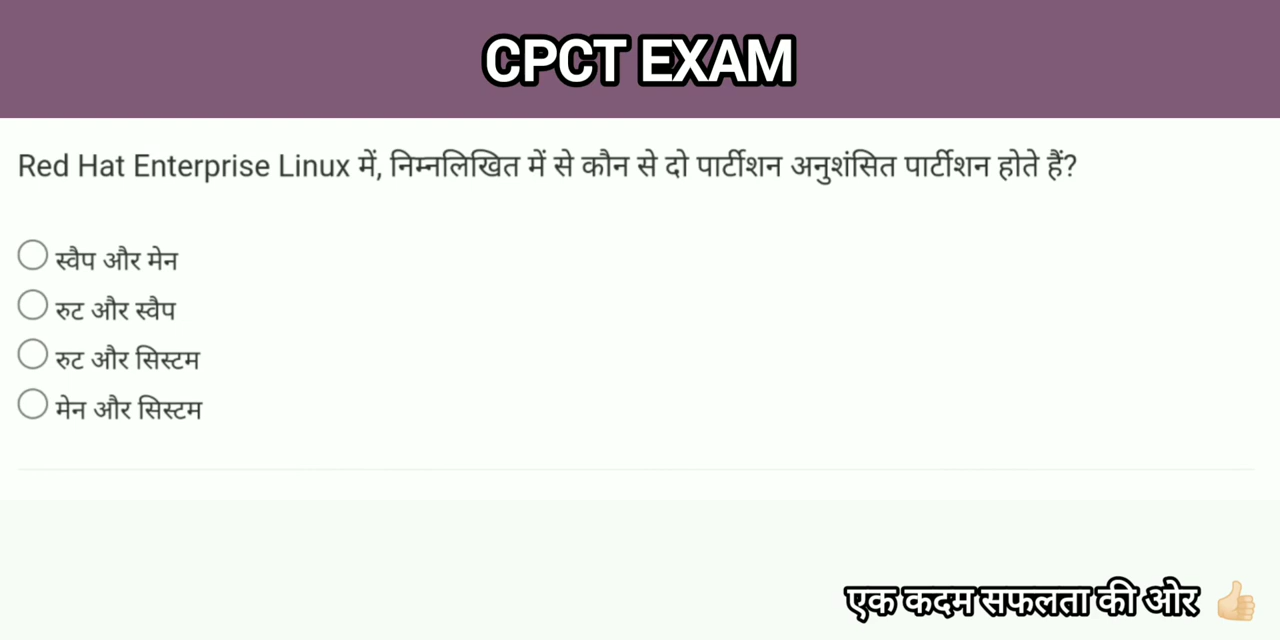 CPCT EXAM
Red Hat Enterprise Linux में, निम्नलिखित में से कौन से दो पार्टीशन अनुशंसित पार्टीशन होते हैं?
स्वैप और मेन
रुट और स्वैप
रुट और सिस्टम
मेन और सिस्टम
एक कदम सफलता की ओर 👍🏻